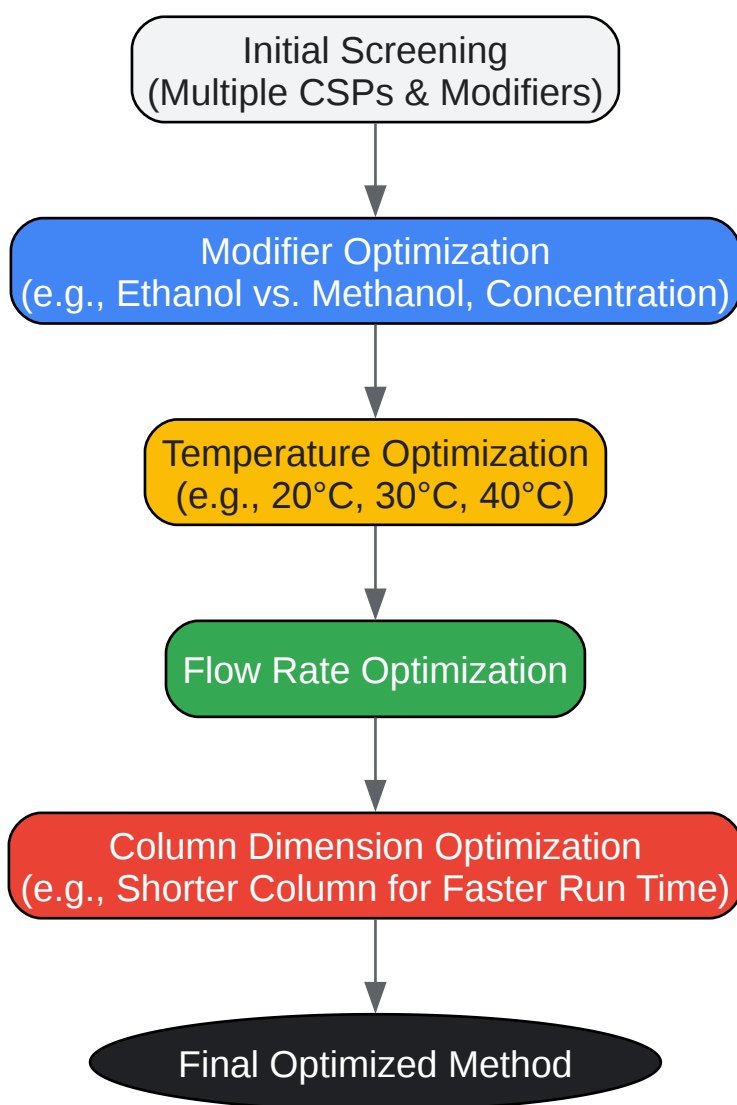 Initial Screening
(Multiple CSPs & Modifiers)
Modifier Optimization
(e.g., Ethanol vs. Methanol, Concentration)
Temperature Optimization
(e.g., 20°C, 30°C, 40°C)
Flow Rate Optimization
Column Dimension Optimization
(e.g., Shorter Column for Faster Run Time)
Final Optimized Method